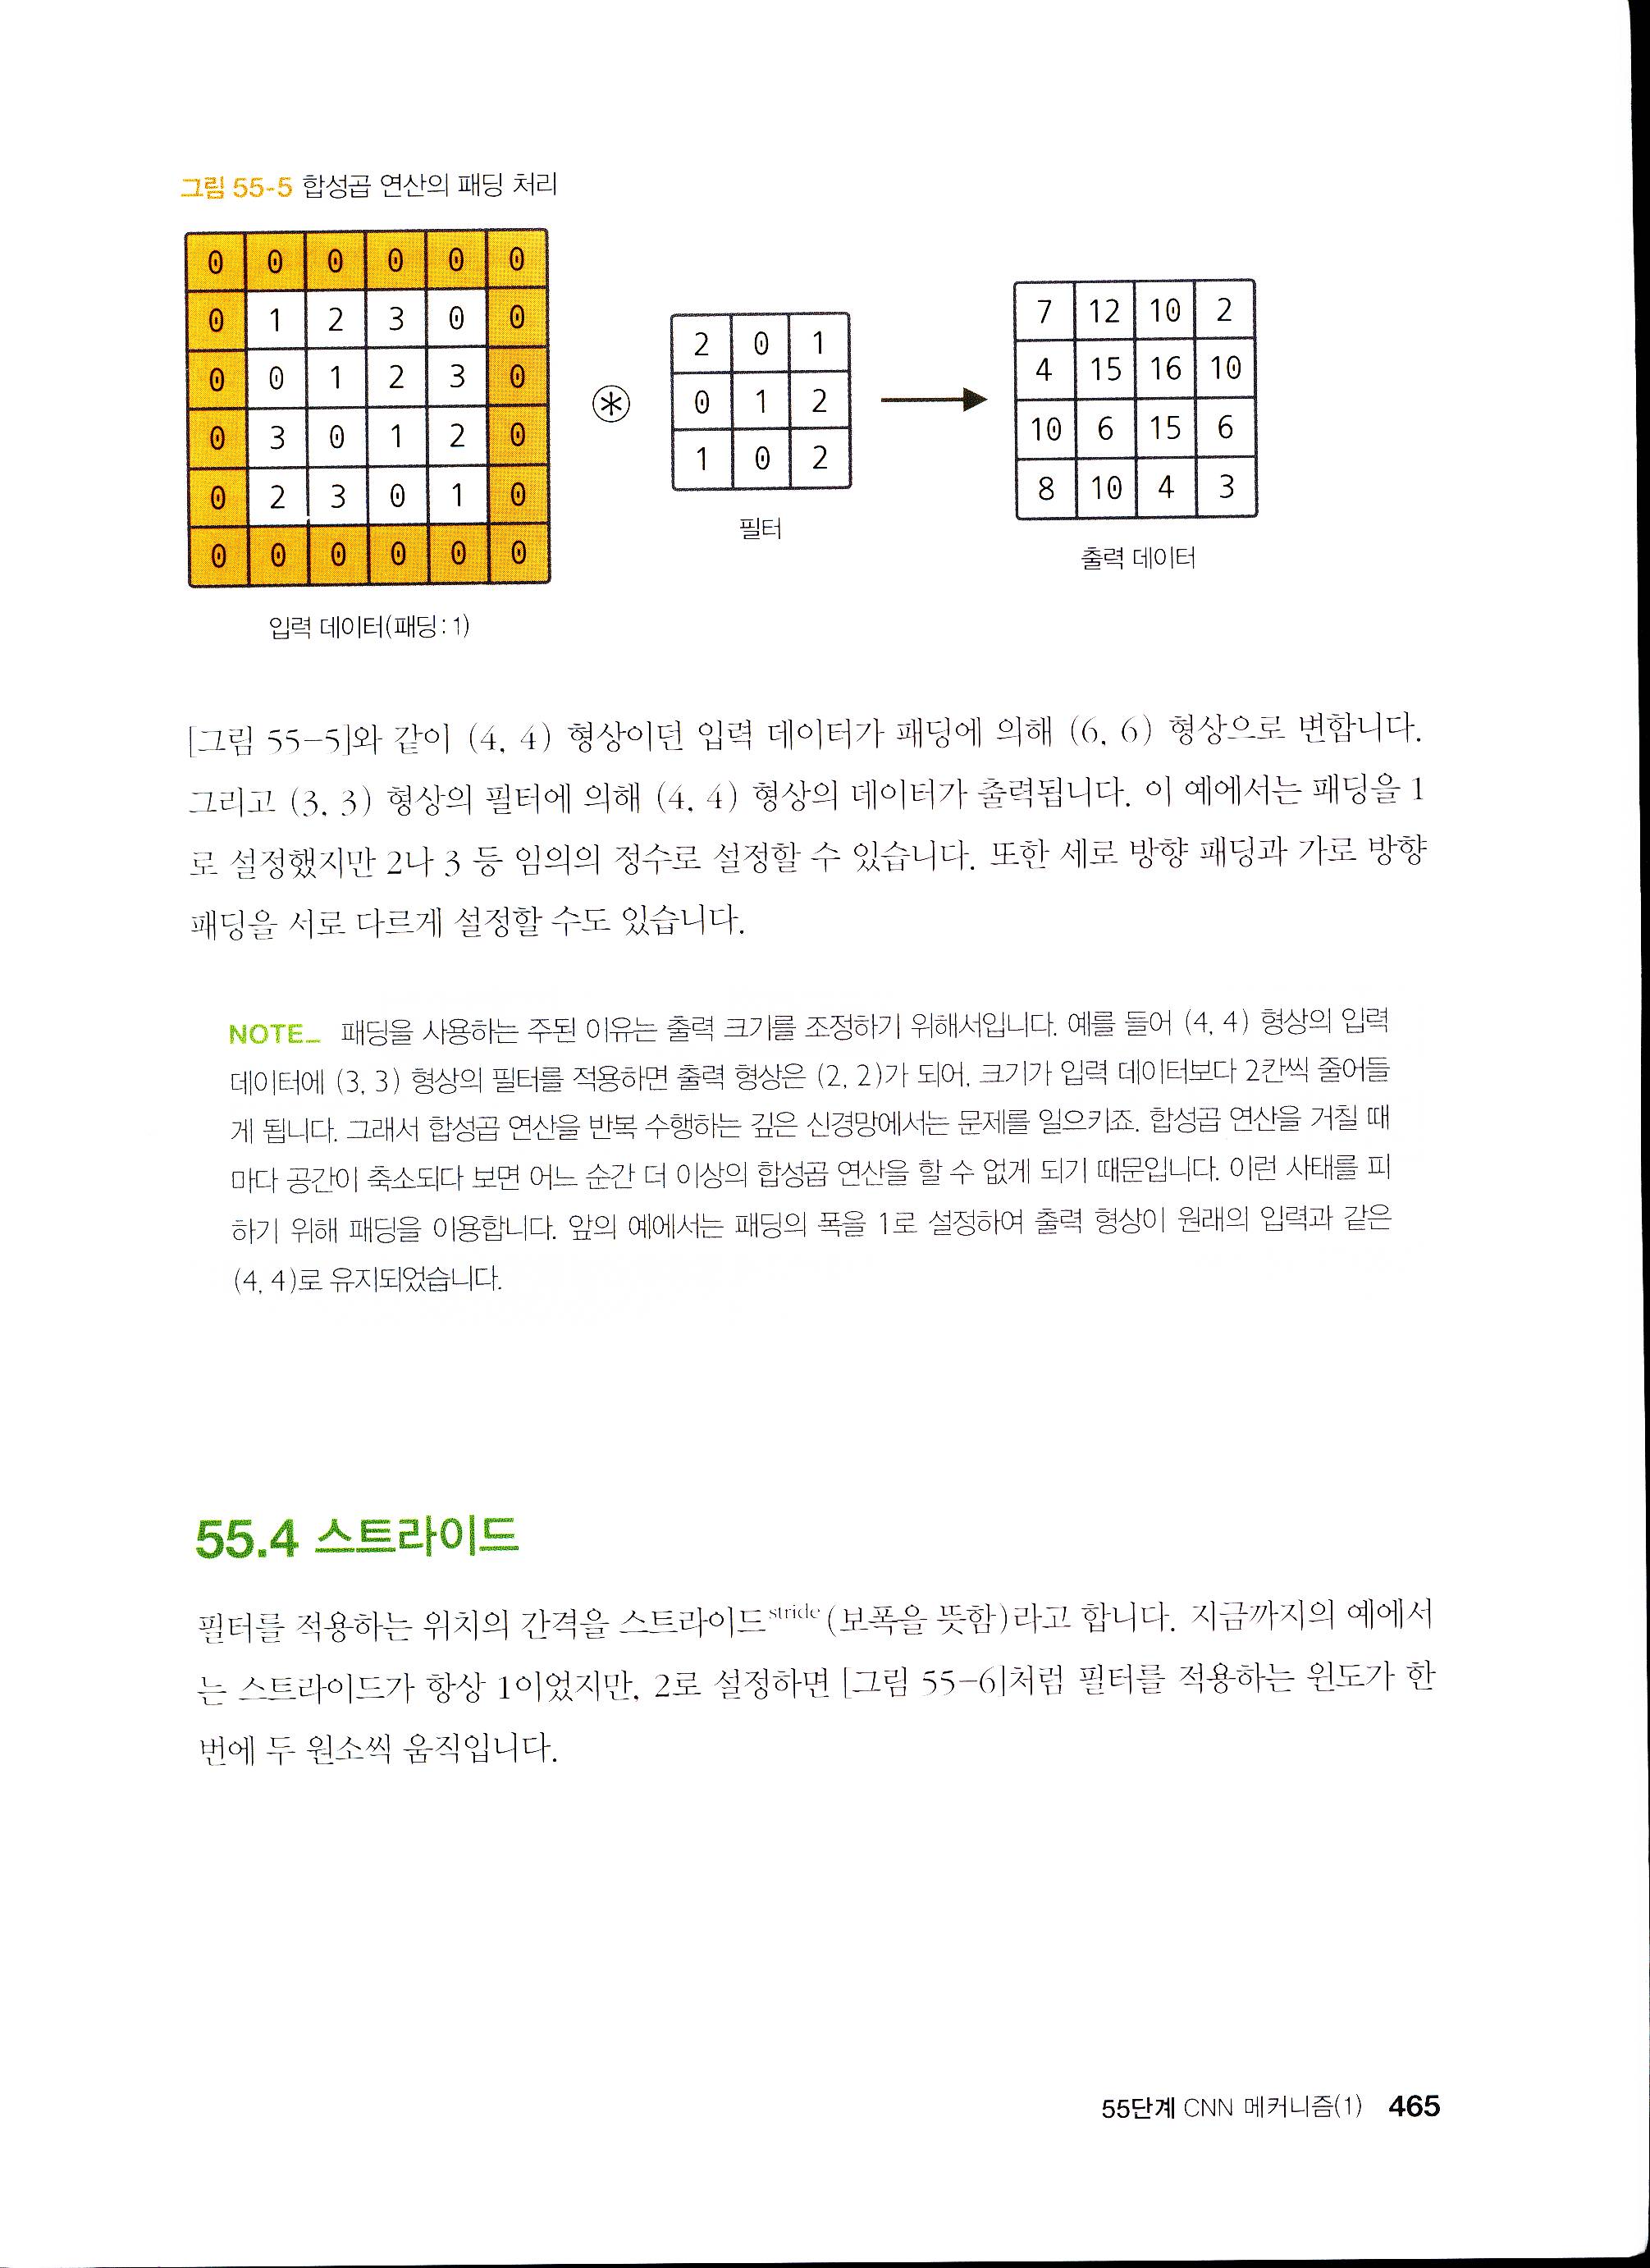 그림 55-5 합성곱 연산의 패딩 처리
0 0 0 0 0 0
0 1 2 3 0 0
0 0 1 2 3 0
0 3 0 1 2 0
0 2 3 0 1 0
0 0 0 0 0 0
입력 데이터(패딩:1)
*
2 0 1
0 1 2
1 0 2
필터
7 12 10 2
4 15 16 10
10 6 15 6
8 10 4 3
출력 데이터
[그림 55-5]와 같이 (4, 4) 형상이던 입력 데이터가 패딩에 의해 (6, 6) 형상으로 변합니다.
그리고 (3, 3) 형상의 필터에 의해 (4, 4) 형상의 데이터가 출력됩니다. 이 예에서는 패딩을 1
로 설정했지만 2나 3 등 임의의 정수로 설정할 수 있습니다. 또한 세로 방향 패딩과 가로 방향
패딩을 서로 다르게 설정할 수도 있습니다.
NOTE_ 패딩을 사용하는 주된 이유는 출력 크기를 조정하기 위해서입니다. 예를 들어 (4, 4) 형상의 입력
데이터에 (3, 3) 형상의 필터를 적용하면 출력 형상은 (2, 2)가 되어, 크기가 입력 데이터보다 2칸씩 줄어들
게 됩니다. 그래서 합성곱 연산을 반복 수행하는 깊은 신경망에서는 문제를 일으키죠. 합성곱 연산을 거칠 때
마다 공간이 축소되다 보면 어느 순간 더 이상의 합성곱 연산을 할 수 없게 되기 때문입니다. 이런 사태를 피
하기 위해 패딩을 이용합니다. 앞의 예에서는 패딩의 폭을 1로 설정하여 출력 형상이 원래의 입력과 같은
(4, 4)로 유지되었습니다.
55.4 스트라이드
필터를 적용하는 위치의 간격을 스트라이드stride(보폭을 뜻함)라고 합니다. 지금까지의 예에서
는 스트라이드가 항상 1이었지만, 2로 설정하면 [그림 55-6]처럼 필터를 적용하는 윈도가 한
번에 두 원소씩 움직입니다.
55단계 CNN 메커니즘(1) 465